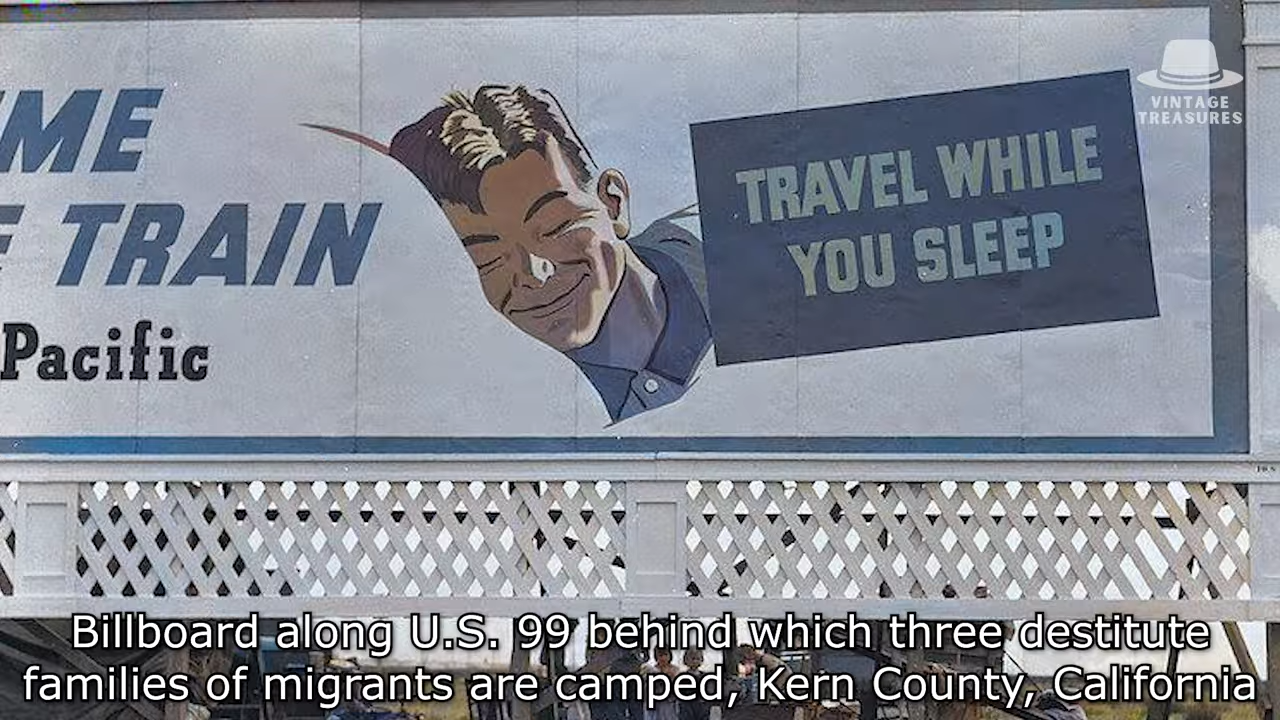 ME
TRAIN
Pacific
TRAVEL WHILE
YOU SLEEP
VINTAGE
TREASURES
Billboard along U.S. 99 behind which three destitute
families of migrants are camped, Kern County, California